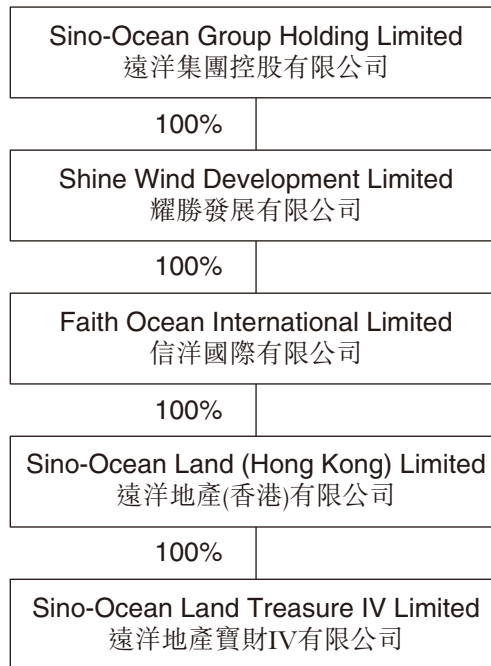 Sino-Ocean Group Holding Limited
遠洋集團控股有限公司
100%
Shine Wind Development Limited
耀勝發展有限公司
100%
Faith Ocean International Limited
信洋國際有限公司
100%
Sino-Ocean Land (Hong Kong) Limited
遠洋地產(香港)有限公司
100%
Sino-Ocean Land Treasure IV Limited
遠洋地產寶財IV有限公司